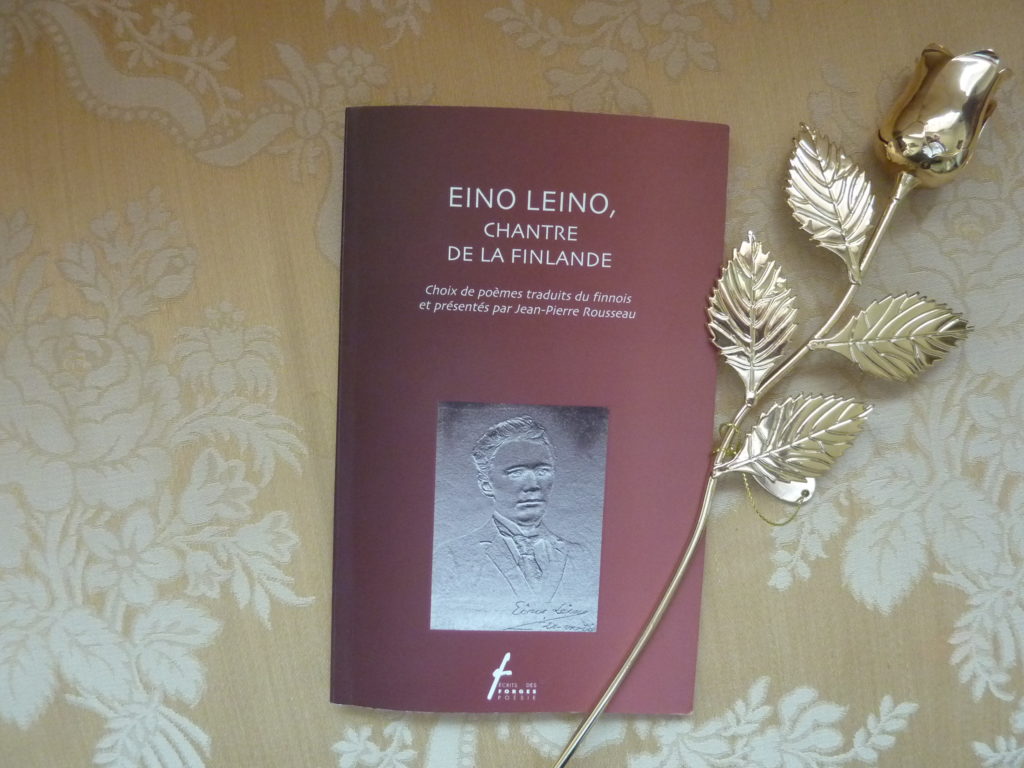 EINO LEINO,
CHANTRE
DE LA FINLANDE
Choix de poèmes traduits du finnois
et présentés par Jean-Pierre Rousseau
Eino Leino
ÉCRITS DES
FORGES
POÉSIE